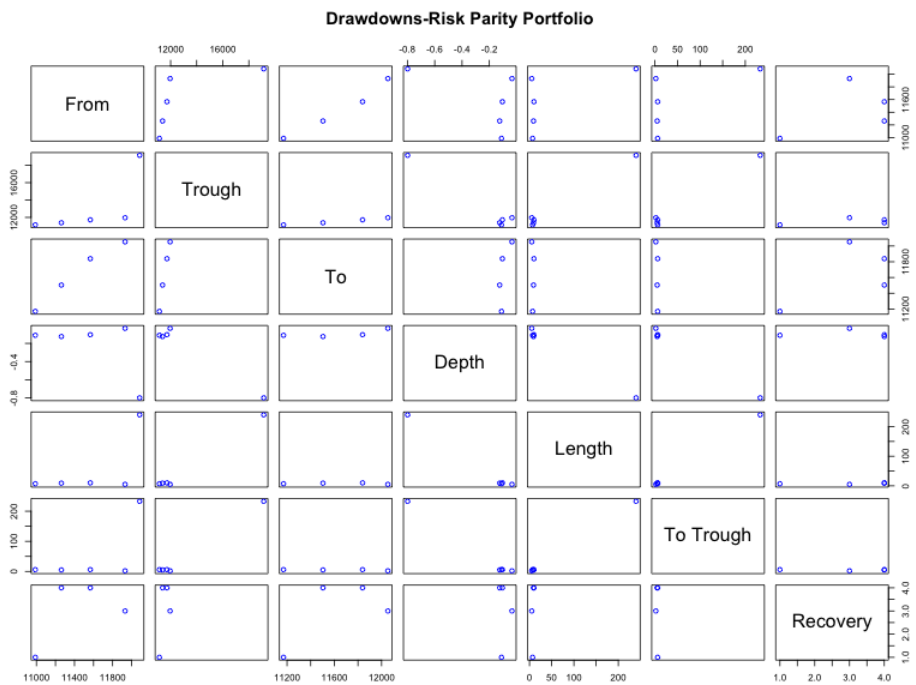 Drawdowns-Risk Parity Portfolio
12000 16000
-0.8 -0.6 -0.4 -0.2
0 50 100 200
From
11000 11600
12000 16000
Trough
To
11200 11800
-0.8 -0.4
Depth
Length
0 100 200
0 100 200
To Trough
Recovery
1.0 2.0 3.0 4.0
11000 11400 11800
11200 12000
0 50 100 200
1.0 2.0 3.0 4.0